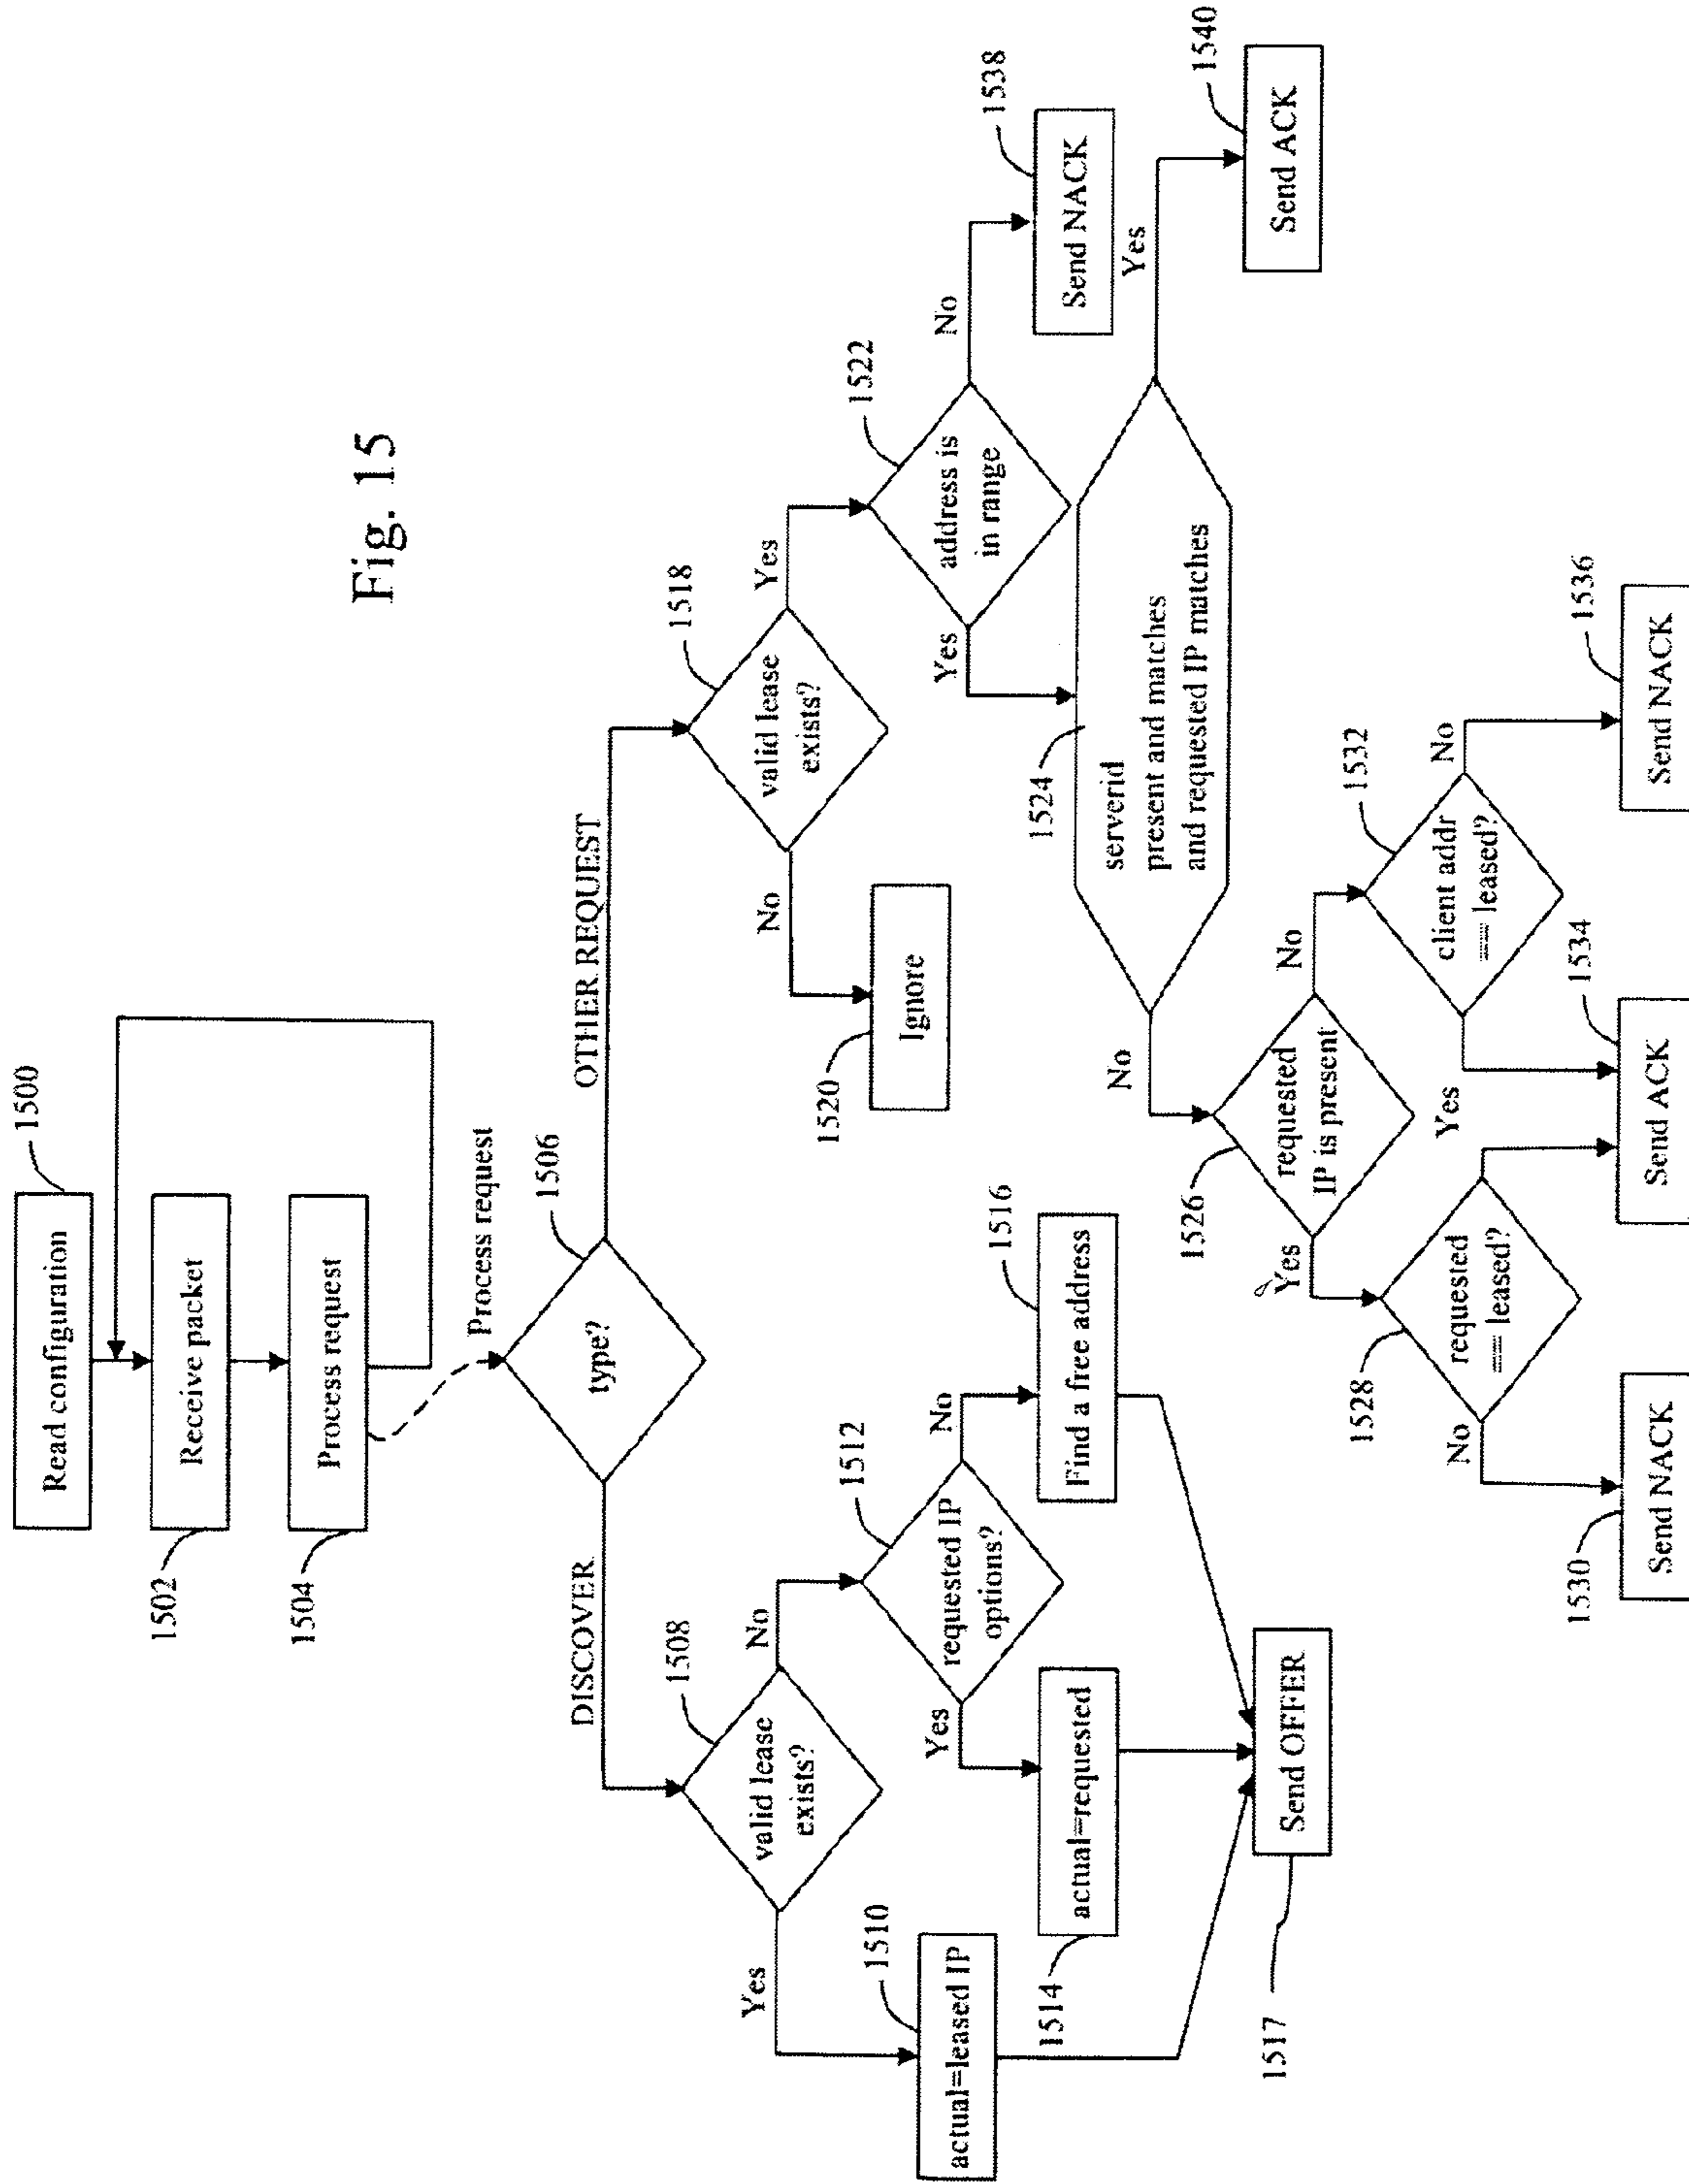 Fig. 15
Read configuration
1500
Receive packet
1502
Process request
1504
Process request
type?
1506
DISCOVER
OTHER REQUEST
valid lease
exists?
1508
Yes
No
actual=leased IP
1510
requested IP
options?
1512
Yes
No
actual=requested
1514
Find a free address
1516
Send OFFER
1517
valid lease
exists?
1518
No
Yes
Ignore
1520
address is
in range
1522
Yes
No
Send NACK
1538
serverid
present and matches
and requested IP matches
1524
No
Yes
Send ACK
1540
requested
IP is present
1526
Yes
No
requested
== leased?
1528
No
Yes
client addr
== leased?
1532
No
Send NACK
1530
Send ACK
1534
Send NACK
1536